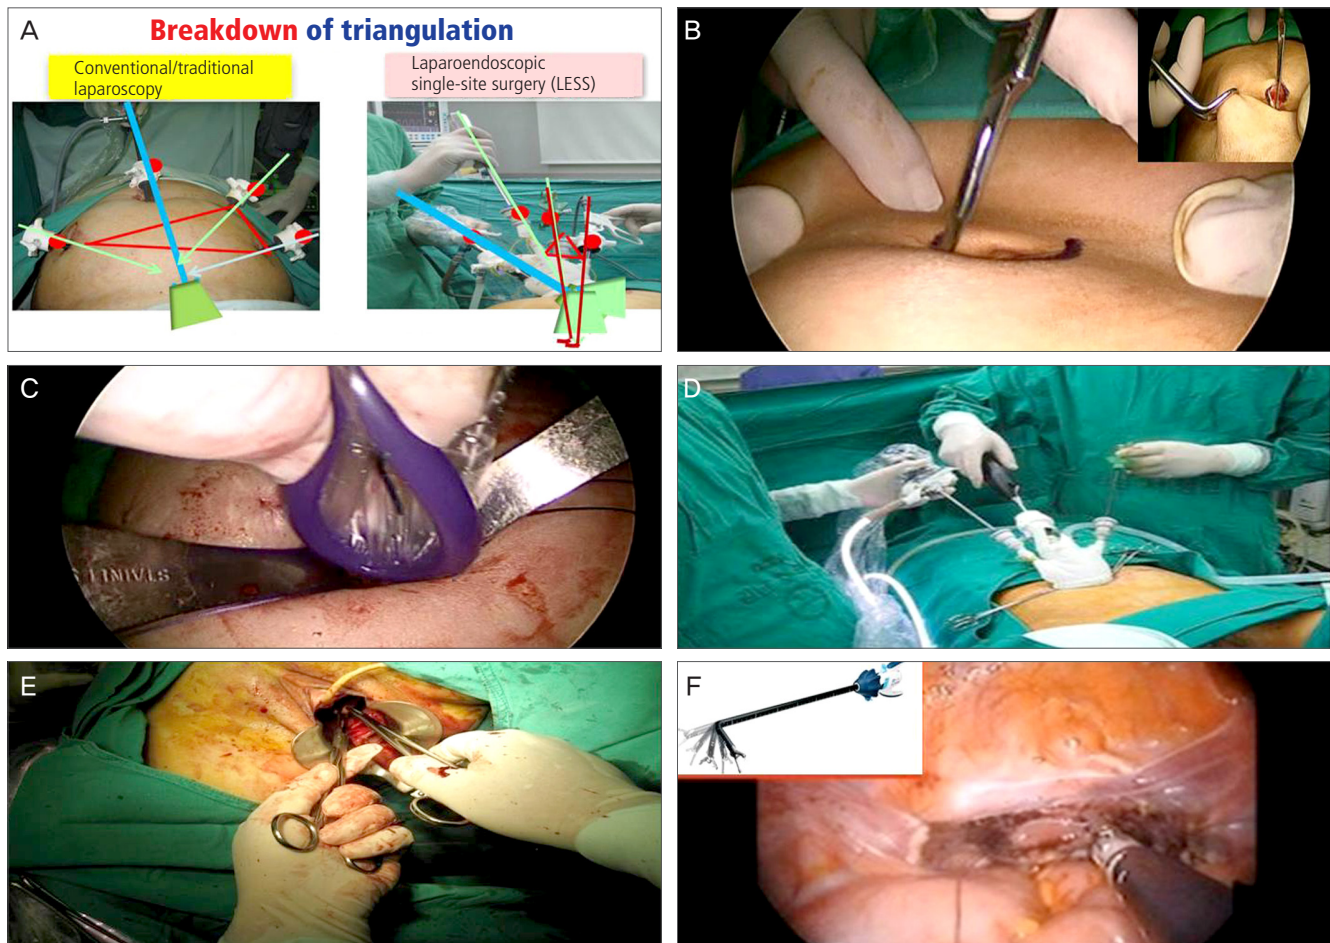 A
Breakdown of triangulation
Conventional/traditional
laparoscopy
Laparoendoscopic
single-site surgery (LESS)
B
C
D
E
F